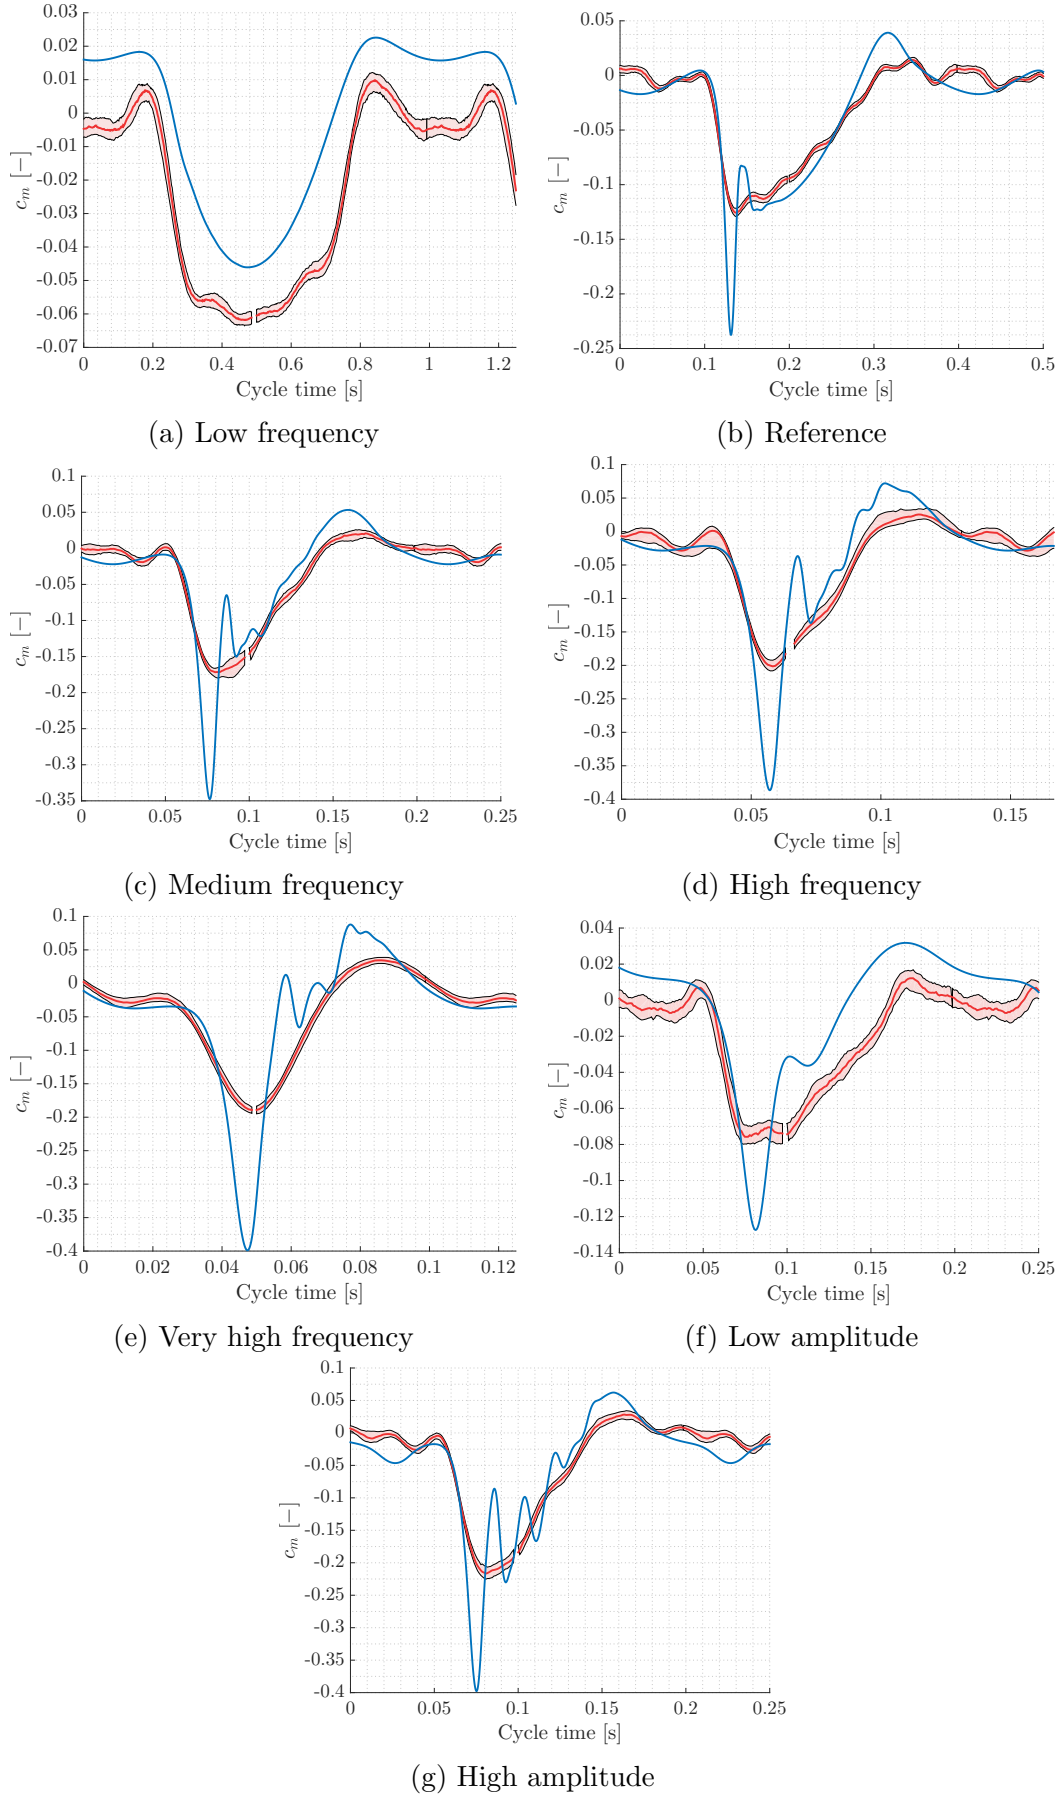 0.03
0.02
0.01
0
-0.01
-0.02
-0.03
-0.04
-0.05
-0.06
-0.07
c_m [−]
0 0.2 0.4 0.6 0.8 1 1.2
Cycle time [s]
(a) Low frequency
0.05
0
-0.05
-0.1
-0.15
-0.2
-0.25
c_m [−]
0 0.1 0.2 0.3 0.4 0.5
Cycle time [s]
(b) Reference
0.1
0.05
0
-0.05
-0.1
-0.15
-0.2
-0.25
-0.3
-0.35
c_m [−]
0 0.05 0.1 0.15 0.2 0.25
Cycle time [s]
(c) Medium frequency
0.1
0.05
0
-0.05
-0.1
-0.15
-0.2
-0.25
-0.3
-0.35
-0.4
c_m [−]
0 0.05 0.1 0.15
Cycle time [s]
(d) High frequency
0.1
0.05
0
-0.05
-0.1
-0.15
-0.2
-0.25
-0.3
-0.35
-0.4
c_m [−]
0 0.02 0.04 0.06 0.08 0.1 0.12
Cycle time [s]
(e) Very high frequency
0.04
0.02
0
-0.02
-0.04
-0.06
-0.08
-0.1
-0.12
-0.14
c_m [−]
0 0.05 0.1 0.15 0.2 0.25
Cycle time [s]
(f) Low amplitude
0.1
0.05
0
-0.05
-0.1
-0.15
-0.2
-0.25
-0.3
-0.35
-0.4
c_m [−]
0 0.05 0.1 0.15 0.2 0.25
Cycle time [s]
(g) High amplitude